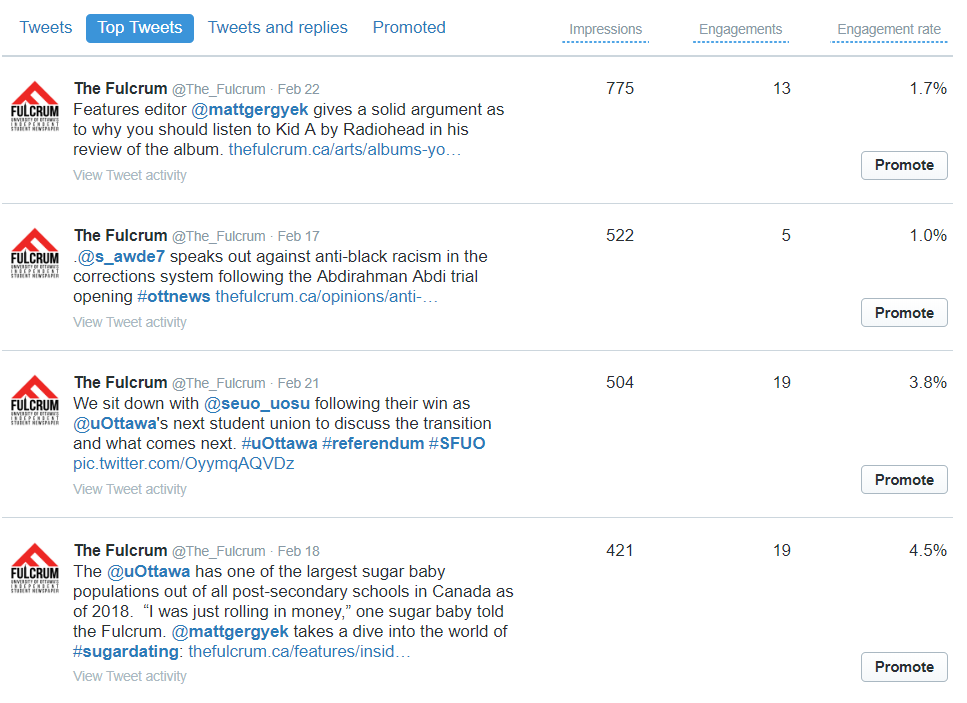 Tweets Top Tweets Tweets and replies Promoted Impressions Engagements Engagement rate
FULCRUM
UNIVERSITY OF OTTAWA'S
INDEPENDENT
STUDENT NEWSPAPER
The Fulcrum @The_Fulcrum · Feb 22 775 13 1.7%
Features editor @mattgergyek gives a solid argument as
to why you should listen to Kid A by Radiohead in his
review of the album. thefulcrum.ca/arts/albums-yo…
View Tweet activity
Promote
FULCRUM
UNIVERSITY OF OTTAWA'S
INDEPENDENT
STUDENT NEWSPAPER
The Fulcrum @The_Fulcrum · Feb 17 522 5 1.0%
.@s_awde7 speaks out against anti-black racism in the
corrections system following the Abdirahman Abdi trial
opening #ottnews thefulcrum.ca/opinions/anti-…
View Tweet activity
Promote
FULCRUM
UNIVERSITY OF OTTAWA'S
INDEPENDENT
STUDENT NEWSPAPER
The Fulcrum @The_Fulcrum · Feb 21 504 19 3.8%
We sit down with @seuo_uosu following their win as
@uOttawa's next student union to discuss the transition
and what comes next. #uOttawa #referendum #SFUO
pic.twitter.com/OyymqAQVDz
View Tweet activity
Promote
FULCRUM
UNIVERSITY OF OTTAWA'S
INDEPENDENT
STUDENT NEWSPAPER
The Fulcrum @The_Fulcrum · Feb 18 421 19 4.5%
The @uOttawa has one of the largest sugar baby
populations out of all post-secondary schools in Canada as
of 2018.  “I was just rolling in money,” one sugar baby told
the Fulcrum. @mattgergyek takes a dive into the world of
#sugardating: thefulcrum.ca/features/insid…
View Tweet activity
Promote